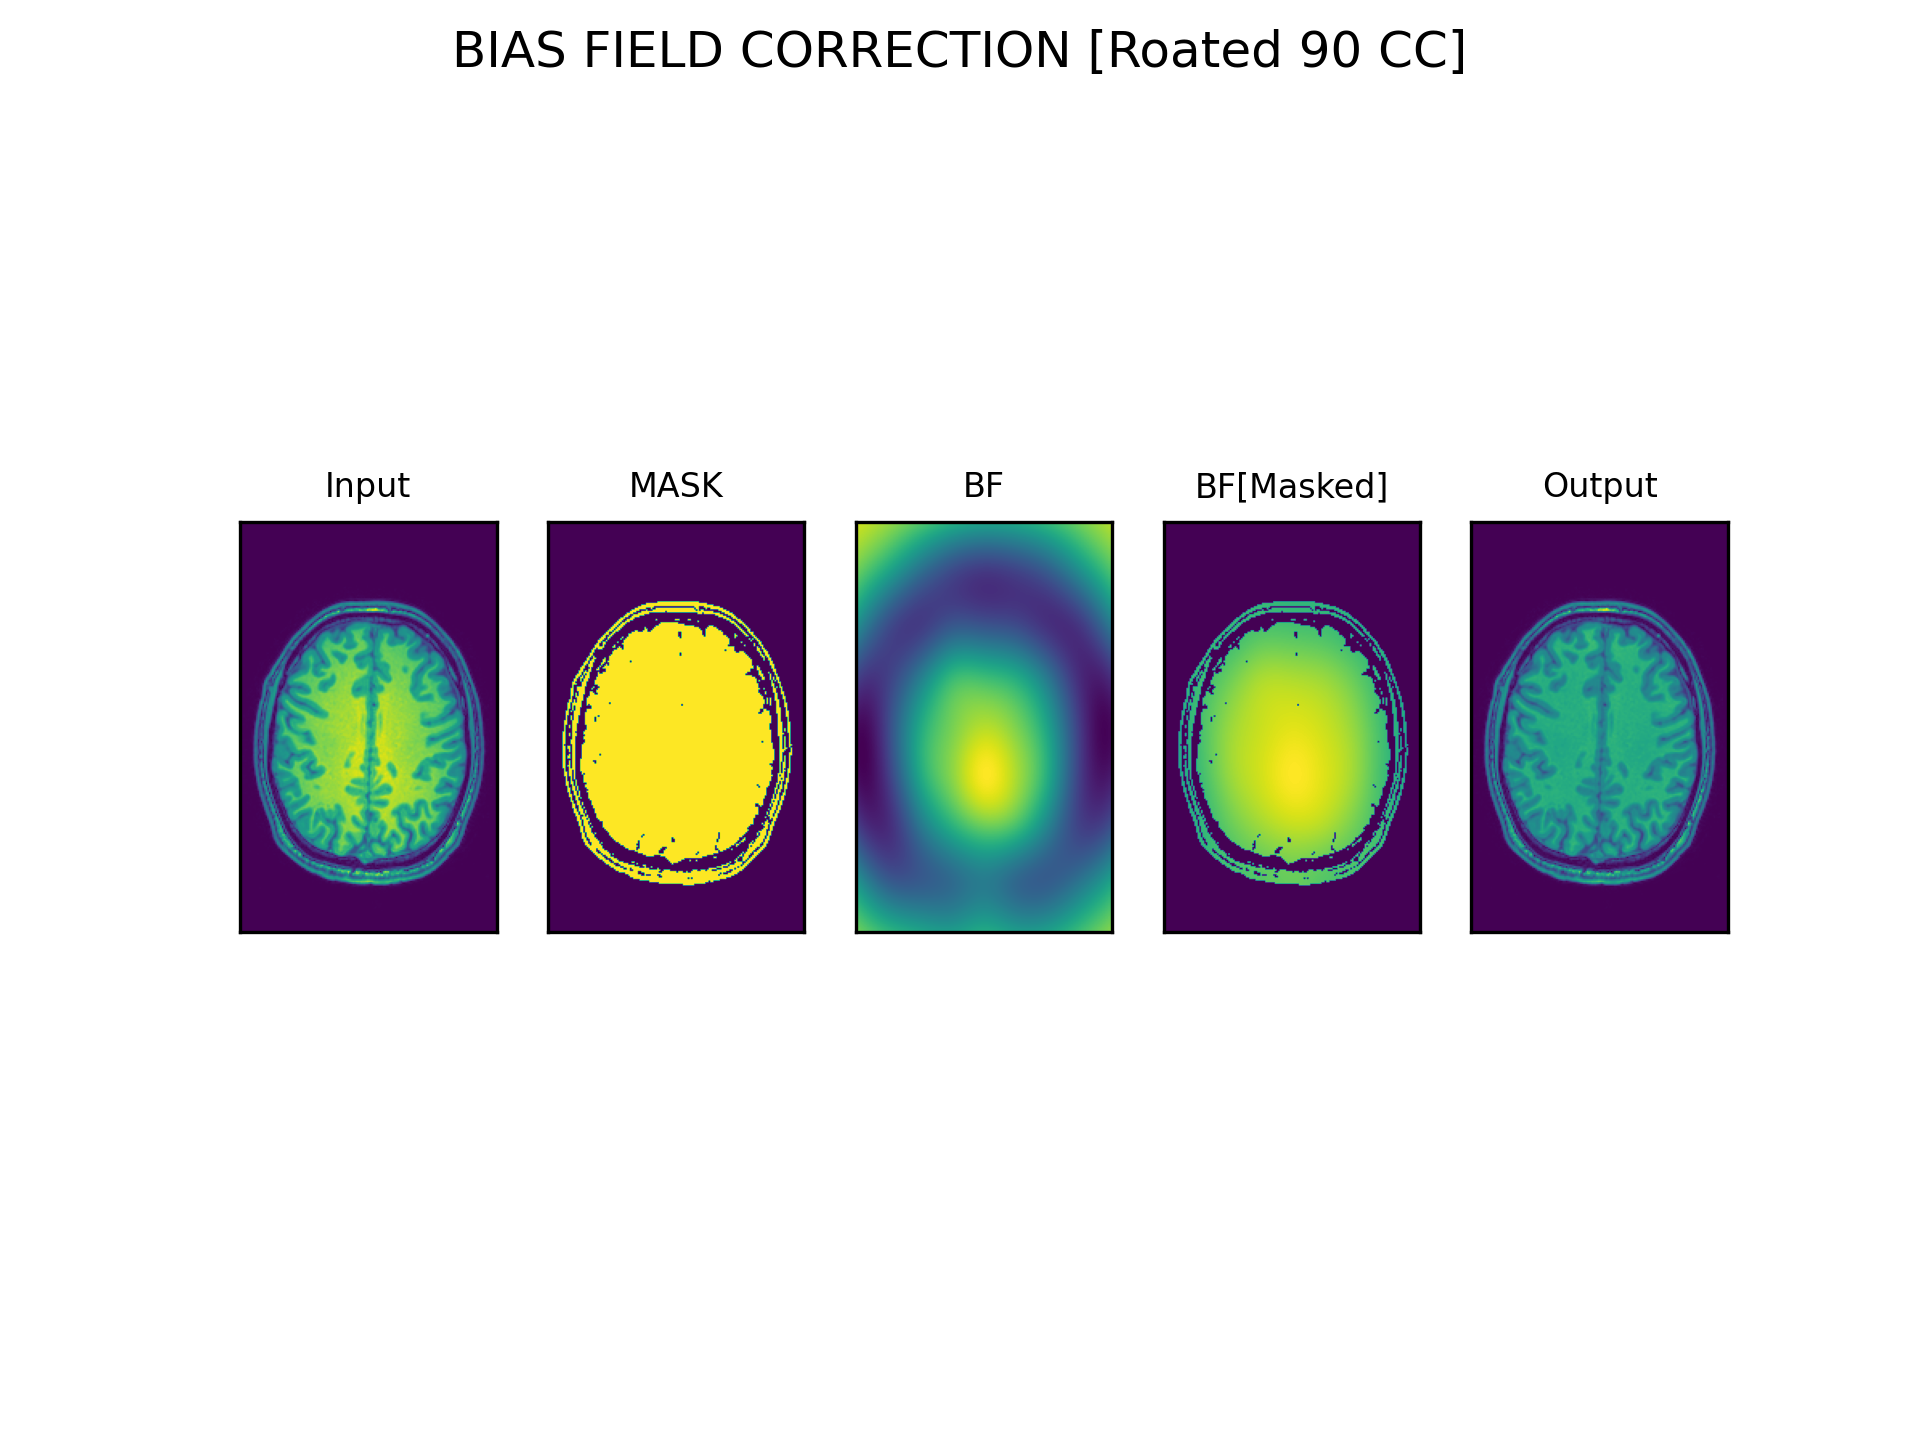 BIAS FIELD CORRECTION [Roated 90 CC]
Input
MASK
BF
BF[Masked]
Output